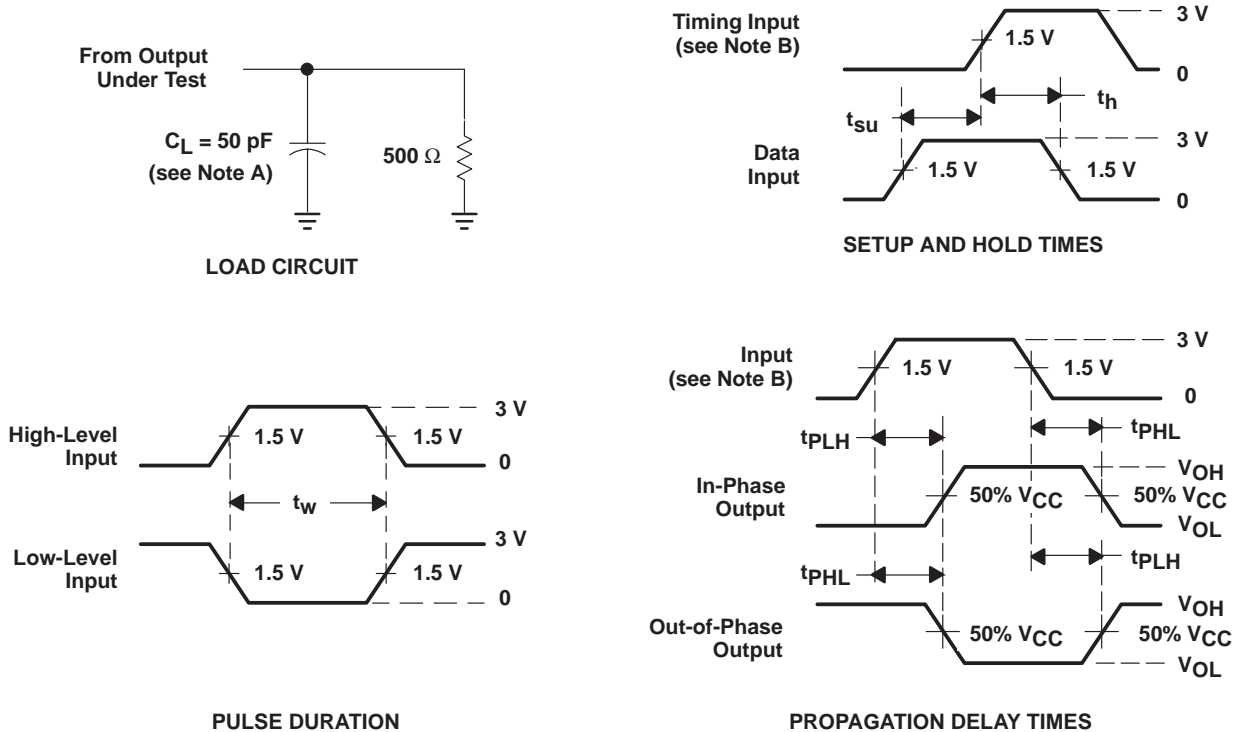 From Output
Under Test
C_L = 50 pF
(see Note A)
500 Ω
LOAD CIRCUIT
Timing Input
(see Note B)
1.5 V
3 V
0
t_h
t_su
Data
Input
1.5 V
1.5 V
3 V
0
SETUP AND HOLD TIMES
High-Level
Input
1.5 V
1.5 V
3 V
0
t_w
Low-Level
Input
1.5 V
1.5 V
3 V
0
PULSE DURATION
Input
(see Note B)
1.5 V
1.5 V
3 V
0
t_PLH
t_PHL
In-Phase
Output
50% V_CC
50% V_CC
V_OH
V_OL
t_PHL
t_PLH
Out-of-Phase
Output
50% V_CC
50% V_CC
V_OH
V_OL
PROPAGATION DELAY TIMES